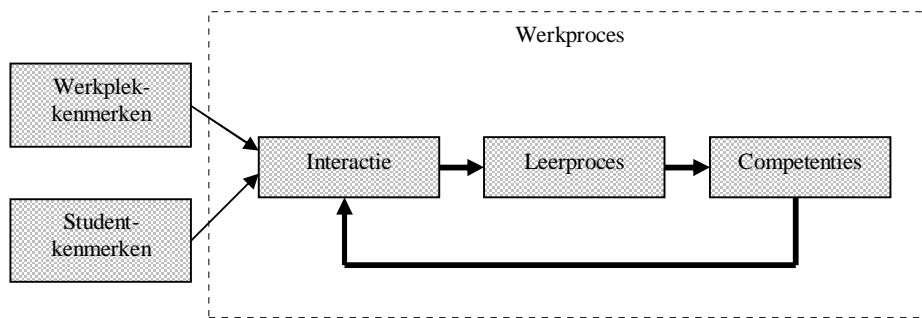 Werkproces
Werkplek-
kenmerken
Interactie
Leerproces
Competenties
Student-
kenmerken